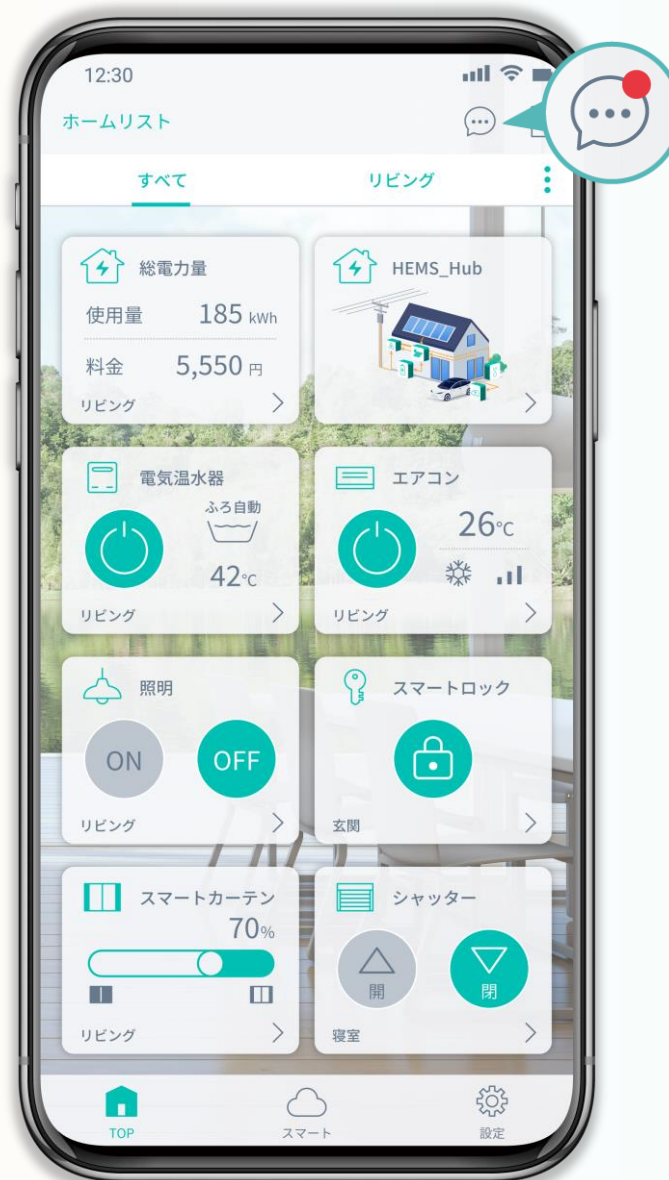 12:30
ホームリスト
すべて
リビング
総電力量
使用量 185 kWh
料金 5,550 円
リビング
HEMS_Hub
電気温水器
ふろ自動
42℃
リビング
エアコン
26℃
リビング
照明
ON OFF
リビング
スマートロック
玄関
スマートカーテン
70%
リビング
シャッター
開 閉
寝室
TOP
スマート
設定